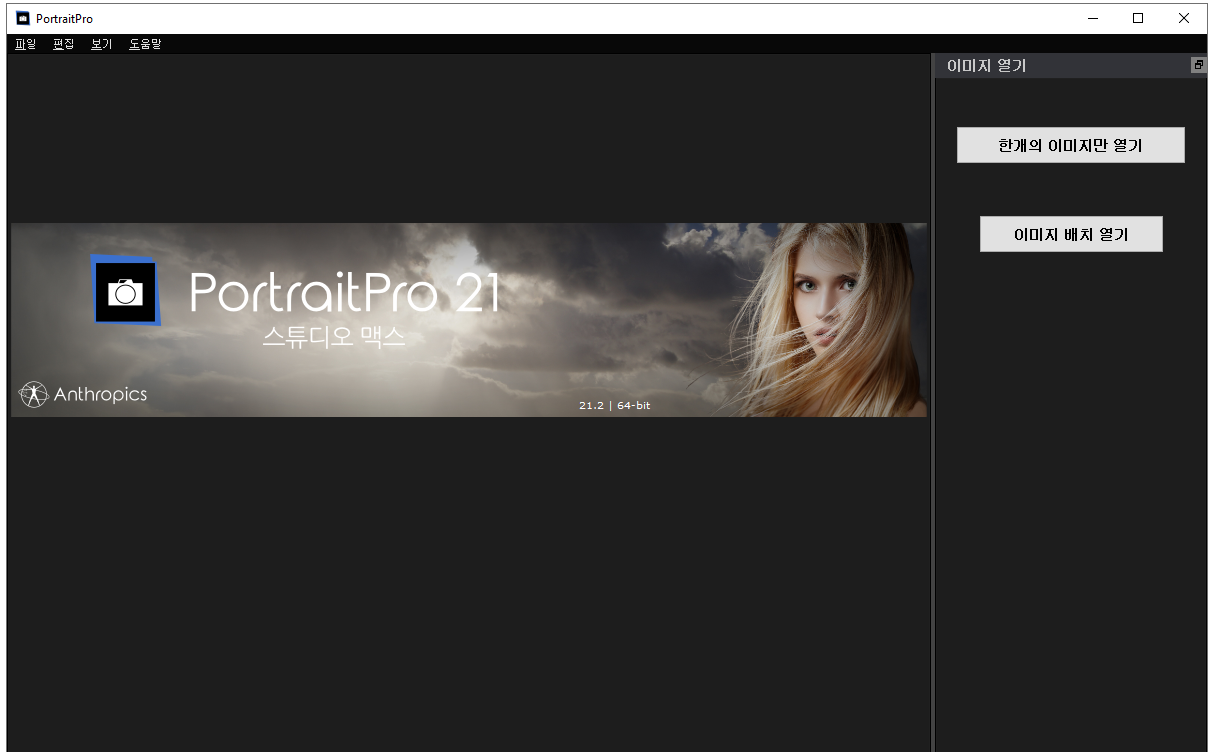 PortraitPro
파일 편집 보기 도움말
이미지 열기
한개의 이미지만 열기
이미지 배치 열기
PortraitPro 21
스튜디오 맥스
Anthropics
21.2 | 64-bit